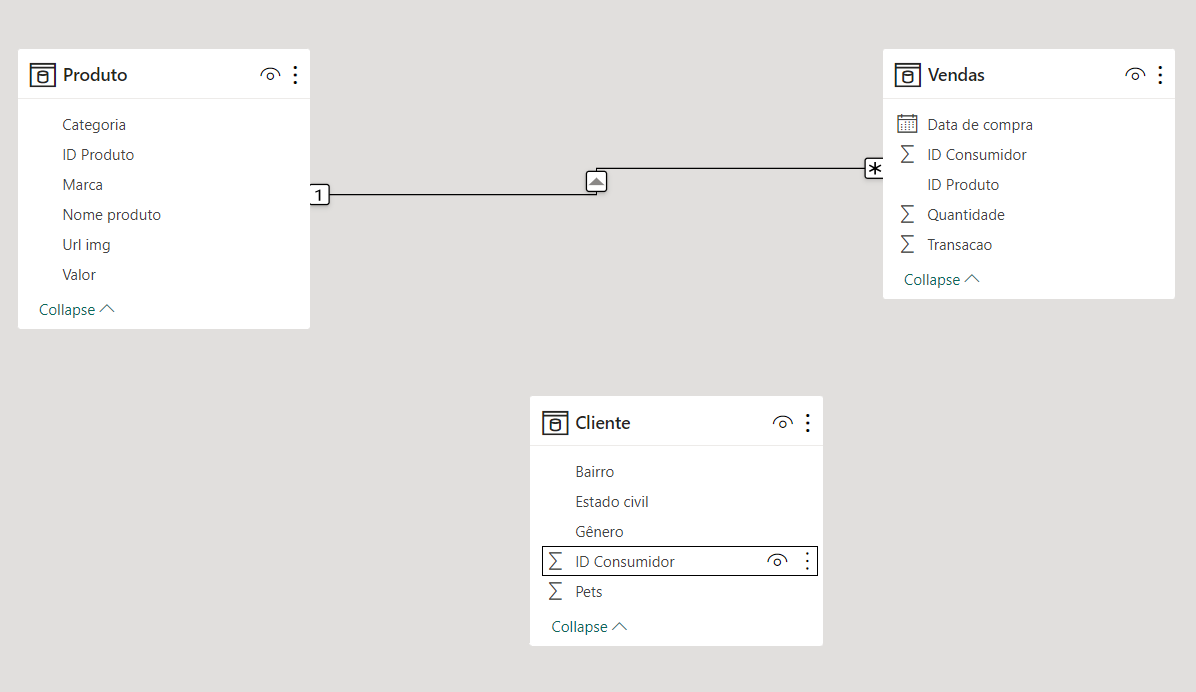 Produto
Categoria
ID Produto
Marca
Nome produto
Url img
Valor
Collapse
1
*
Vendas
Data de compra
ID Consumidor
ID Produto
Quantidade
Transacao
Collapse
Cliente
Bairro
Estado civil
Gênero
ID Consumidor
Pets
Collapse